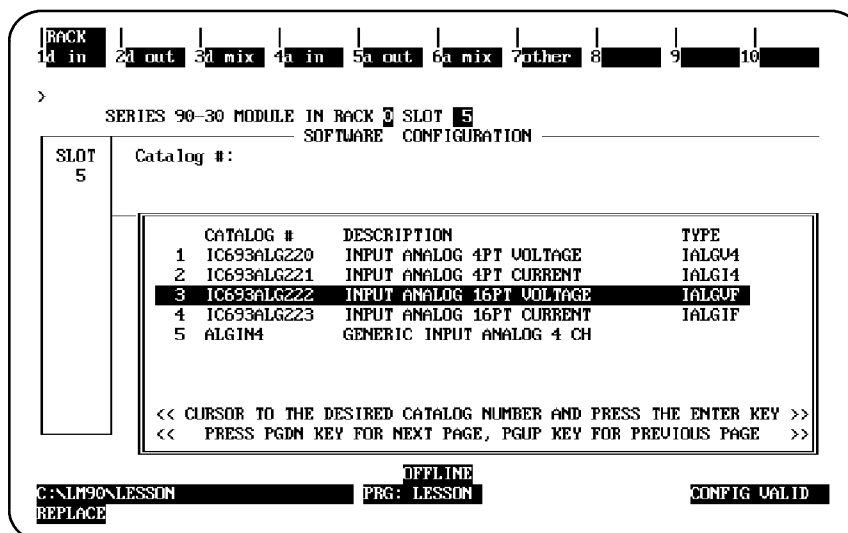 RACK
1d in 2d out 3d mix 4a in 5a out 6a mix 7other 8 9 10
>
SERIES 90-30 MODULE IN RACK 0 SLOT 5
SOFTWARE CONFIGURATION
SLOT Catalog #:
5
CATALOG # DESCRIPTION TYPE
1 IC693ALG220 INPUT ANALOG 4PT VOLTAGE IALGV4
2 IC693ALG221 INPUT ANALOG 4PT CURRENT IALGI4
3 IC693ALG222 INPUT ANALOG 16PT VOLTAGE IALGVF
4 IC693ALG223 INPUT ANALOG 16PT CURRENT IALGIF
5 ALGIN4 GENERIC INPUT ANALOG 4 CH
<< CURSOR TO THE DESIRED CATALOG NUMBER AND PRESS THE ENTER KEY >>
<< PRESS PGDN KEY FOR NEXT PAGE, PGUP KEY FOR PREVIOUS PAGE >>
OFFLINE
C:\LM90\LESSON PRG: LESSON CONFIG VALID
REPLACE